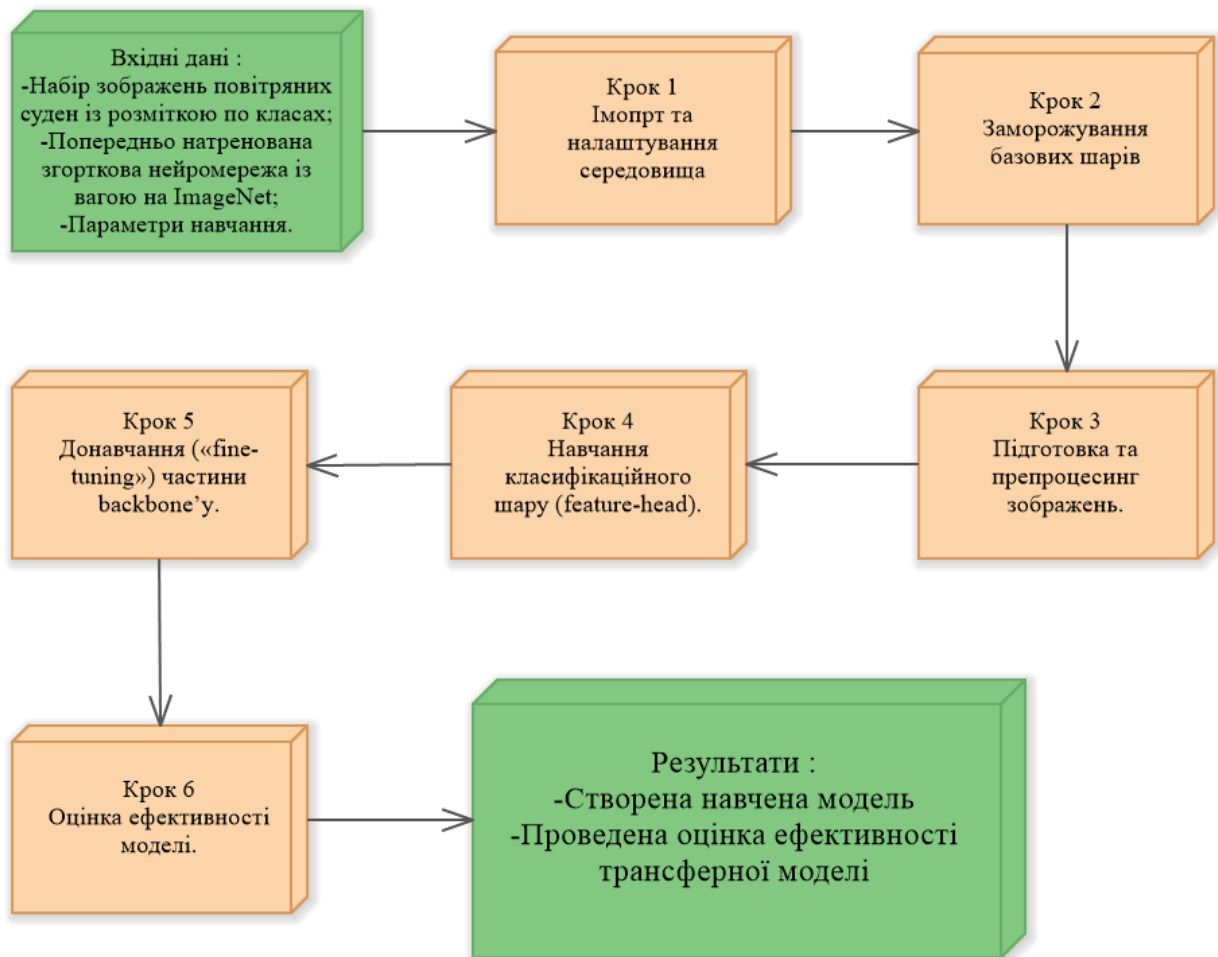 Вхідні дані :
-Набір зображень повітряних
суден із розміткою по класах;
-Попередньо натренована
згорткова нейромережа із
вагою на ImageNet;
-Параметри навчання.
Крок 1
Імопрт та
налаштування
середовища
Крок 2
Заморожування
базових шарів
Крок 3
Підготовка та
препроцесинг
зображень.
Крок 4
Навчання
класифікаційного
шару (feature-head).
Крок 5
Донавчання («fine-
tuning») частини
backbone’у.
Крок 6
Оцінка ефективності
моделі.
Результати :
-Створена навчена модель
-Проведена оцінка ефективності
трансферної моделі